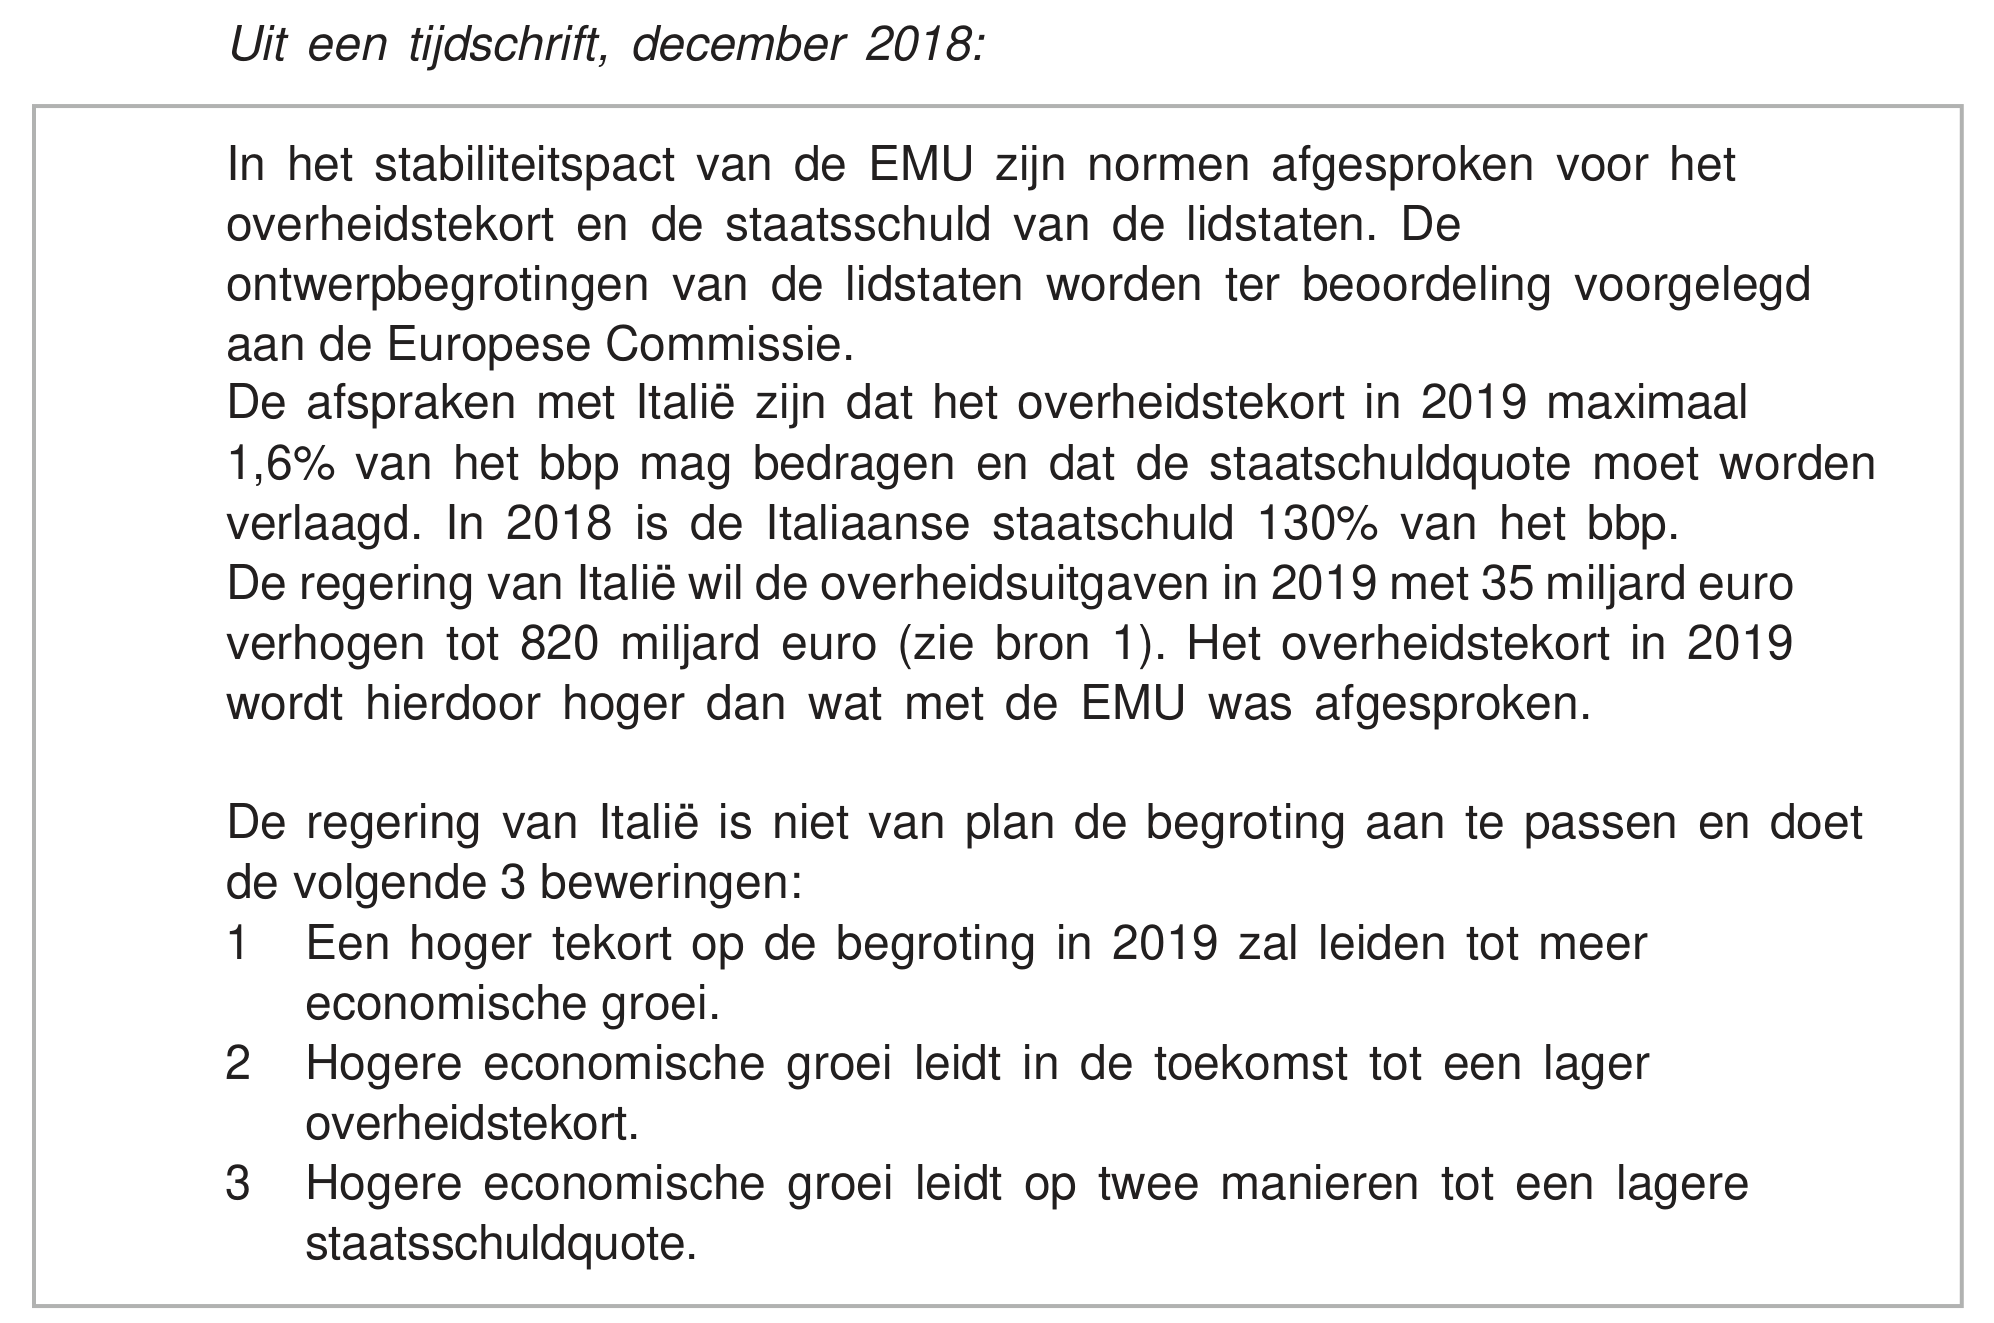 Uit een tijdschrift, december 2018:
In het stabiliteitspact van de EMU zijn normen afgesproken voor het
overheidstekort en de staatsschuld van de lidstaten. De
ontwerpbegrotingen van de lidstaten worden ter beoordeling voorgelegd
aan de Europese Commissie.
De afspraken met Italië zijn dat het overheidstekort in 2019 maximaal
1,6% van het bbp mag bedragen en dat de staatschuldquote moet worden
verlaagd. In 2018 is de Italiaanse staatschuld 130% van het bbp.
De regering van Italië wil de overheidsuitgaven in 2019 met 35 miljard euro
verhogen tot 820 miljard euro (zie bron 1). Het overheidstekort in 2019
wordt hierdoor hoger dan wat met de EMU was afgesproken.
De regering van Italië is niet van plan de begroting aan te passen en doet
de volgende 3 beweringen:
1 Een hoger tekort op de begroting in 2019 zal leiden tot meer
economische groei.
2 Hogere economische groei leidt in de toekomst tot een lager
overheidstekort.
3 Hogere economische groei leidt op twee manieren tot een lagere
staatsschuldquote.